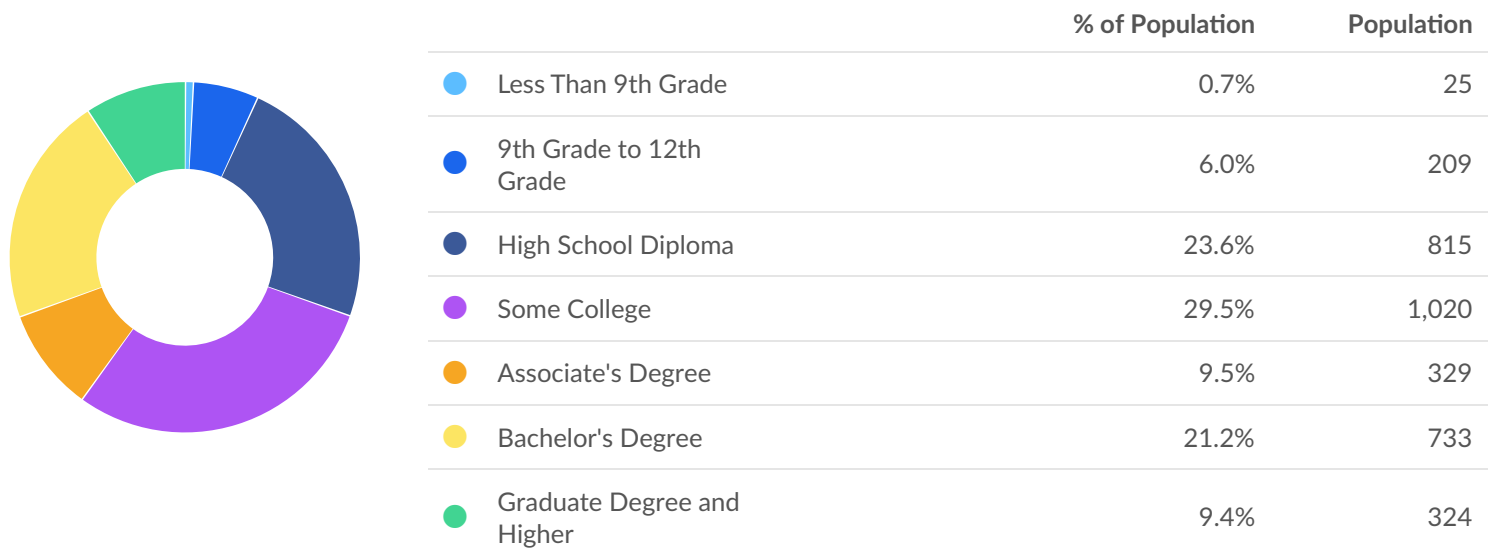 % of Population Population
Less Than 9th Grade 0.7% 25
9th Grade to 12th
Grade 6.0% 209
High School Diploma 23.6% 815
Some College 29.5% 1,020
Associate's Degree 9.5% 329
Bachelor's Degree 21.2% 733
Graduate Degree and
Higher 9.4% 324